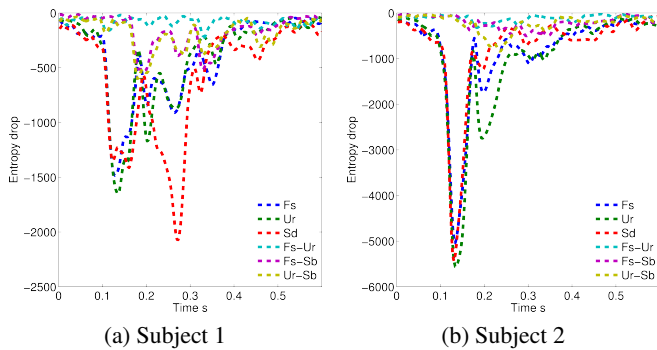 0
-500
-1000
-1500
-2000
-2500
Entropy drop
0 0.1 0.2 0.3 0.4 0.5
Time s
Fs
Ur
Sd
Fs-Ur
Fs-Sb
Ur-Sb
(a) Subject 1
0
-1000
-2000
-3000
-4000
-5000
-6000
Entropy drop
0 0.1 0.2 0.3 0.4 0.5
Time s
Fs
Ur
Sd
Fs-Ur
Fs-Sb
Ur-Sb
(b) Subject 2